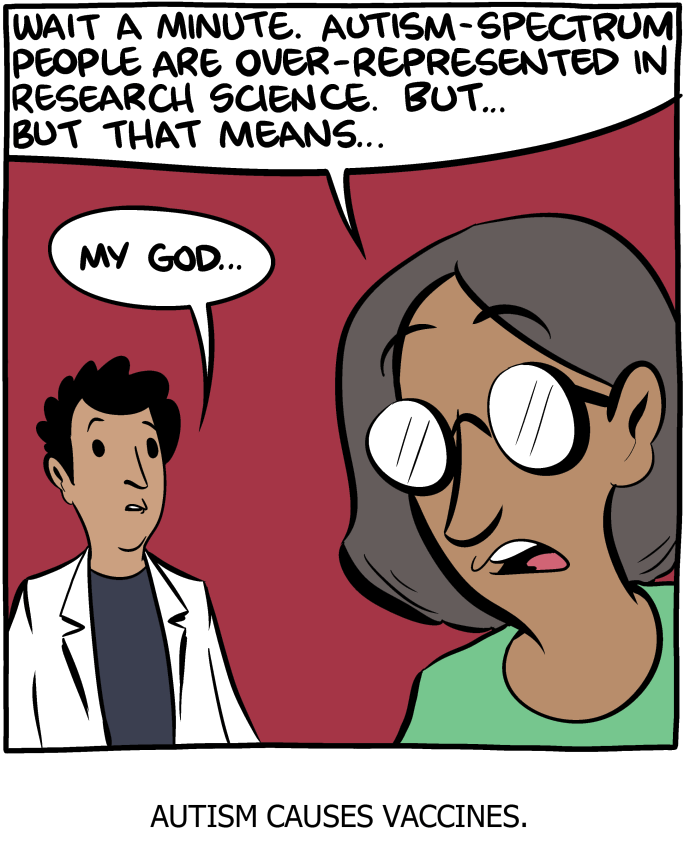 WAIT A MINUTE. AUTISM-SPECTRUM
PEOPLE ARE OVER-REPRESENTED IN
RESEARCH SCIENCE. BUT...
BUT THAT MEANS...
MY GOD...
AUTISM CAUSES VACCINES.